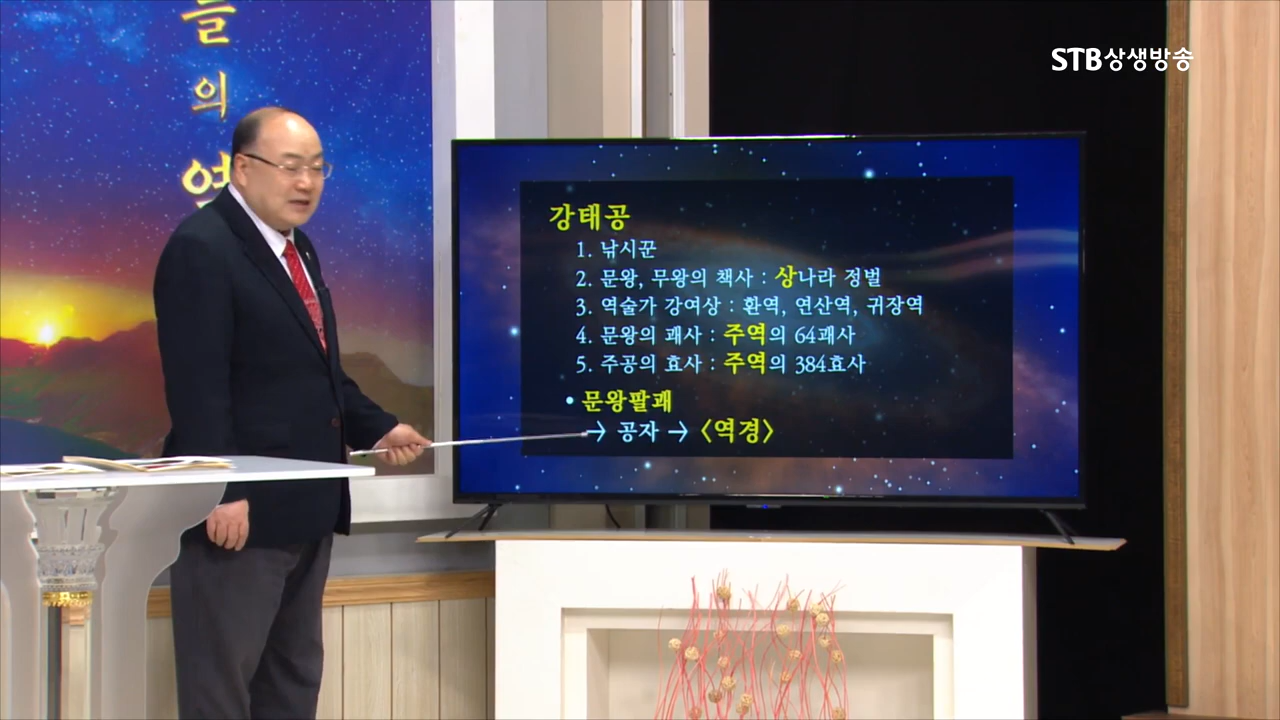 들
의
역
STB상생방송
강태공
1. 낚시꾼
2. 문왕, 무왕의 책사 : 상나라 정벌
3. 역술가 강여상 : 환역, 연산역, 귀장역
4. 문왕의 괘사 : 주역의 64괘사
5. 주공의 효사 : 주역의 384효사
• 문왕팔괘
→ 공자 → 〈역경〉